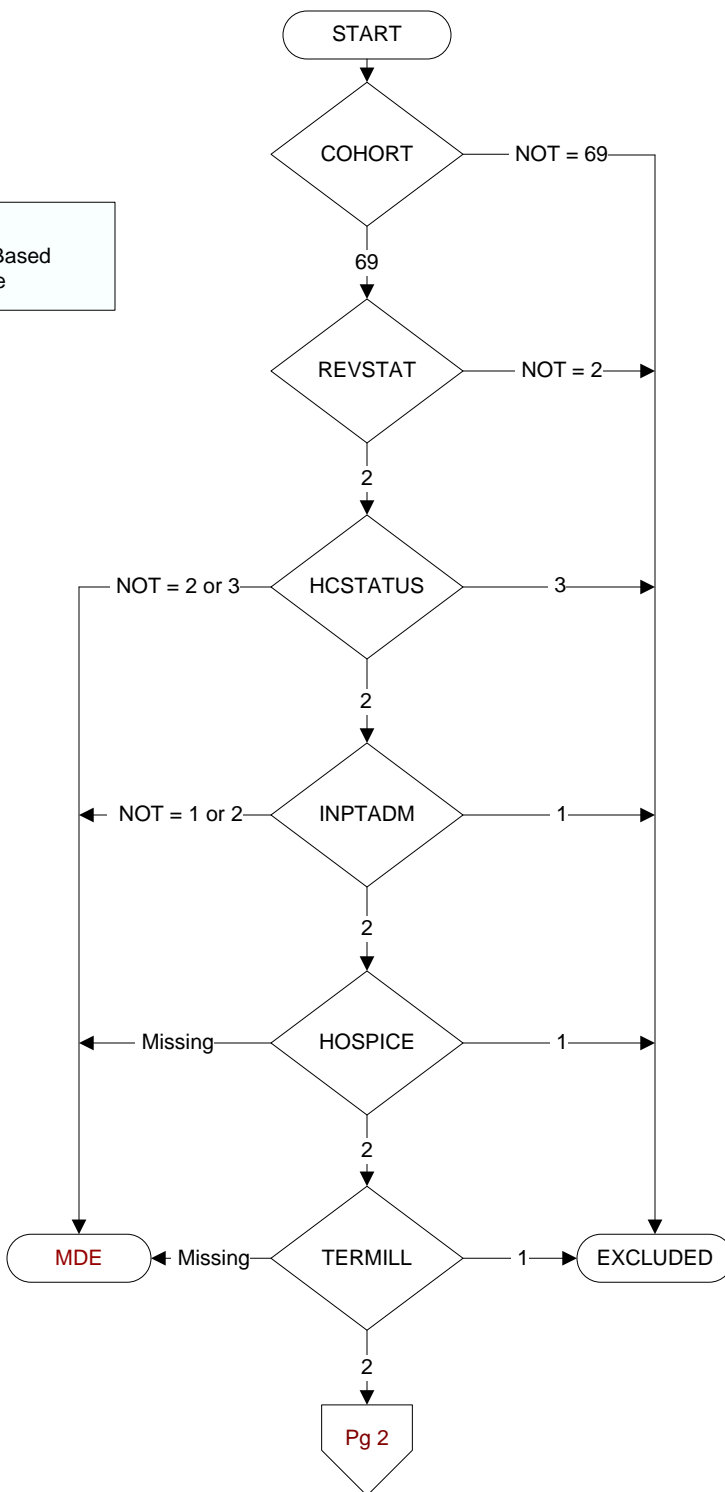 START
COHORT
NOT = 69
Based
69
REVSTAT
NOT = 2
2
NOT = 2 or 3
HCSTATUS
3
2
NOT = 1 or 2
INPTADM
1
2
Missing
HOSPICE
1
2
MDE
Missing
TERMILL
1
EXCLUDED
2
Pg 2